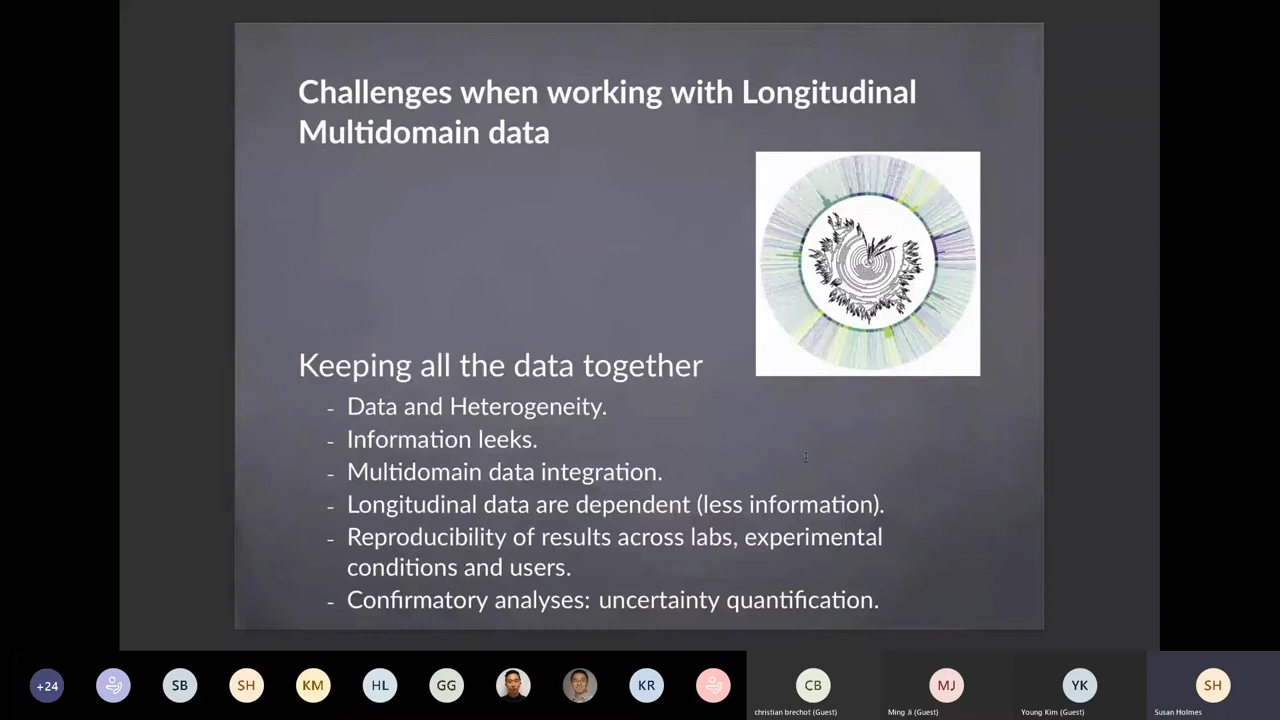 Challenges when working with Longitudinal
Multidomain data
Keeping all the data together
- Data and Heterogeneity.
- Information leeks.
- Multidomain data integration.
- Longitudinal data are dependent (less information).
- Reproducibility of results across labs, experimental
conditions and users.
- Confirmatory analyses: uncertainty quantification.
+24
SB
SH
KM
HL
GG
KR
CB
christian brechot (Guest)
MJ
Ming Ji (Guest)
YK
Young Kim (Guest)
SH
Susan Holmes